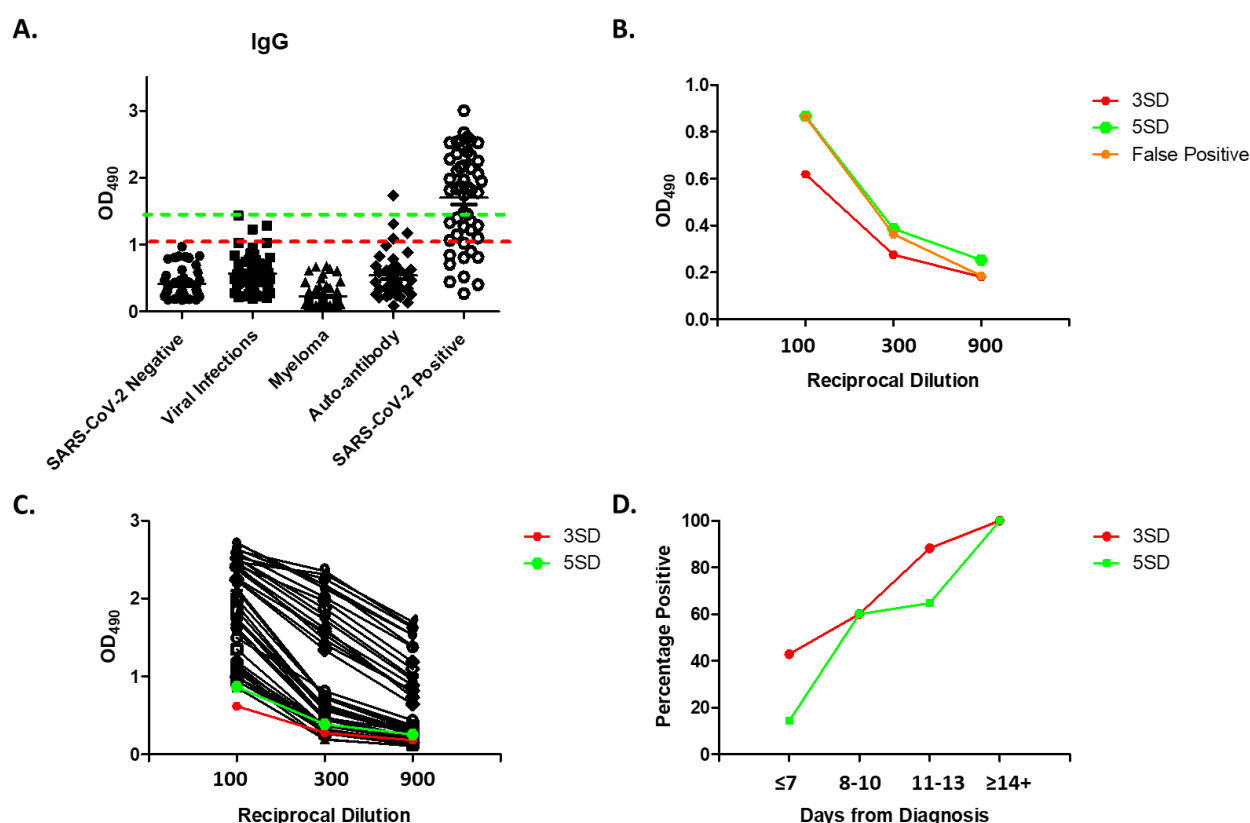 A.
IgG
OD490
3
2
1
0
SARS-CoV-2 Negative
Viral Infections
Myeloma
Auto-antibody
SARS-CoV-2 Positive
B.
OD490
1.0
0.8
0.6
0.4
0.2
0.0
100
300
900
Reciprocal Dilution
3SD
5SD
False Positive
C.
OD490
3
2
1
0
100
300
900
Reciprocal Dilution
3SD
5SD
D.
Percentage Positive
100
80
60
40
20
0
≤7
8-10
11-13
≥14+
Days from Diagnosis
3SD
5SD